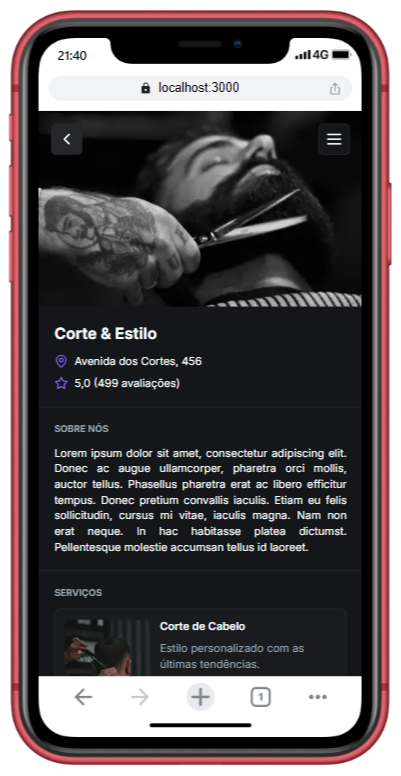 21:40
4G
localhost:3000
Corte & Estilo
Avenida dos Cortes, 456
5,0 (499 avaliações)
SOBRE NÓS
Lorem ipsum dolor sit amet, consectetur adipiscing elit.
Donec ac augue ullamcorper, pharetra orci mollis,
auctor tellus. Phasellus pharetra erat ac libero efficitur
tempus. Donec pretium convallis iaculis. Etiam eu felis
sollicitudin, cursus mi vitae, iaculis magna. Nam non
erat neque. In hac habitasse platea dictumst.
Pellentesque molestie accumsan tellus id laoreet.
SERVIÇOS
Corte de Cabelo
Estilo personalizado com as
últimas tendências.
1